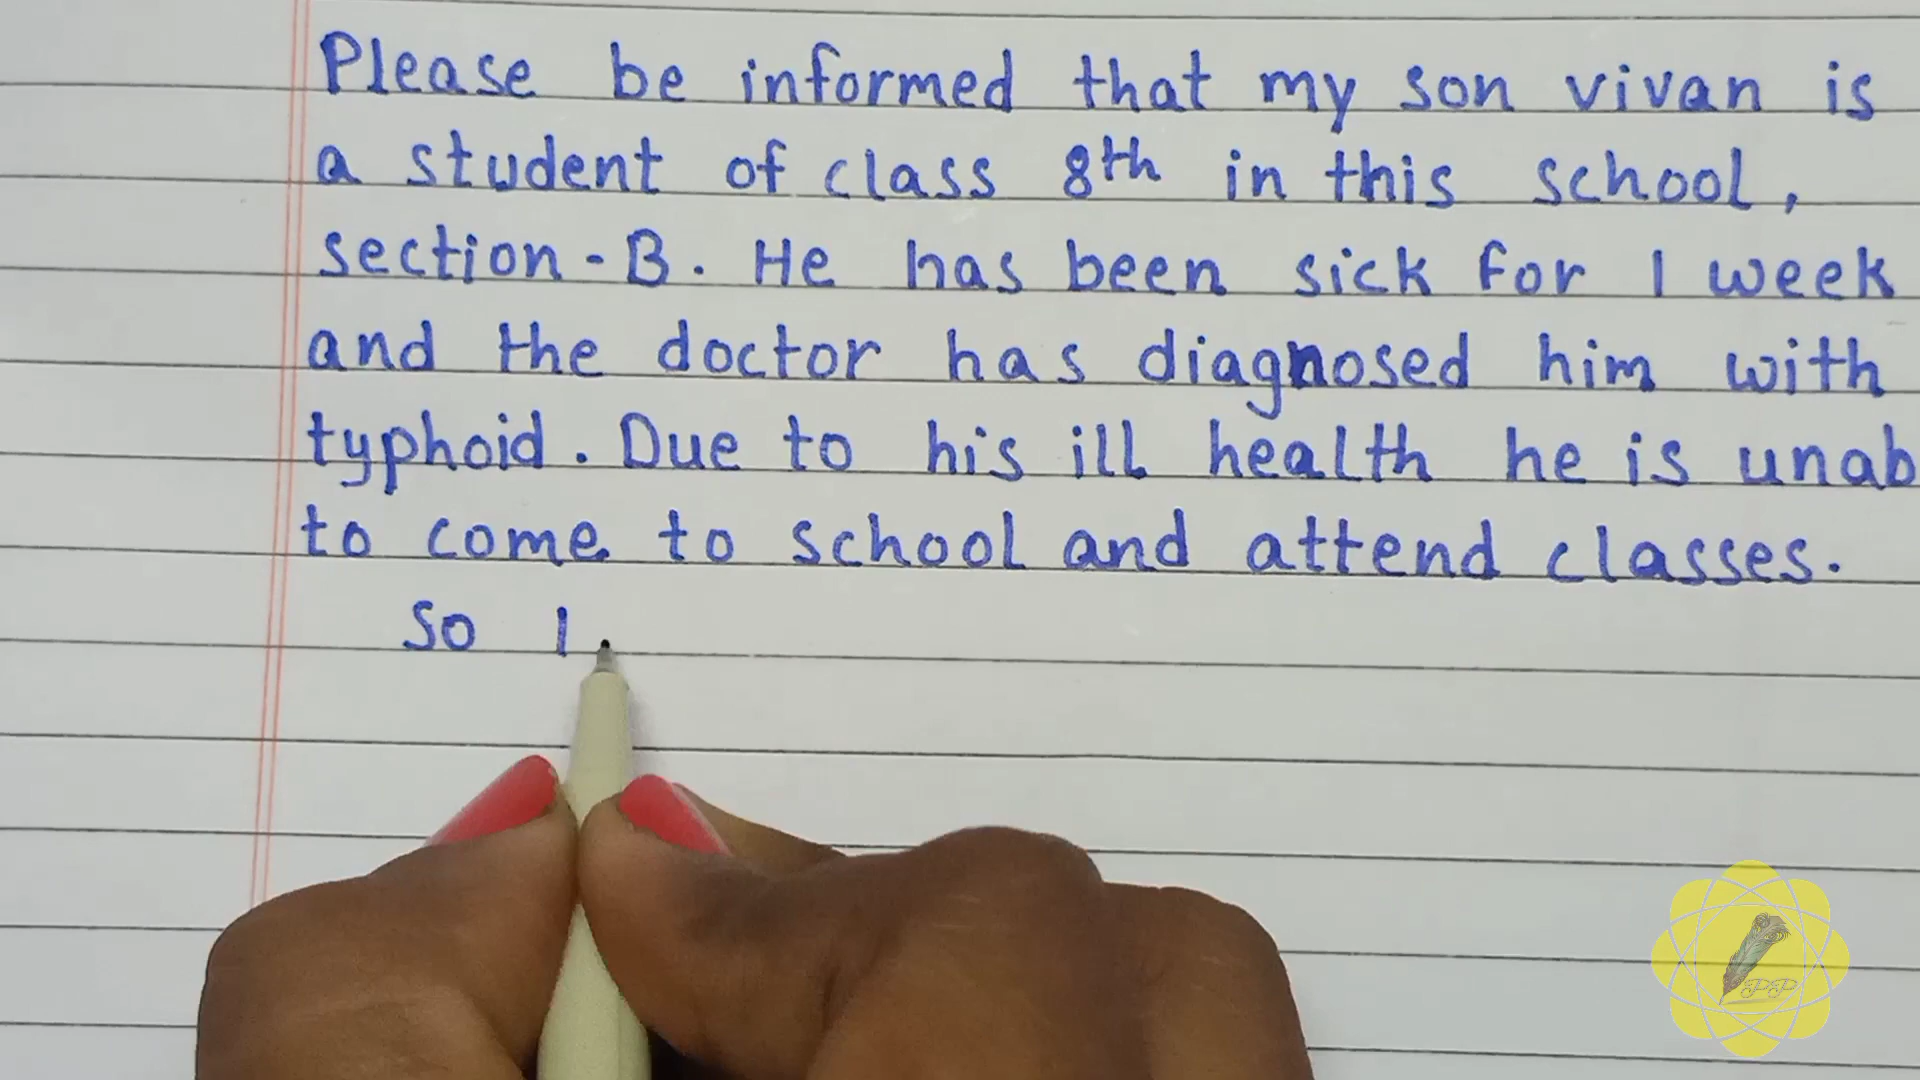 Please be informed that my son vivan is
a student of class 8th in this school,
section-B. He has been sick for 1 week
and the doctor has diagnosed him with
typhoid. Due to his ill health he is unab
to come to school and attend classes.
So I
PP